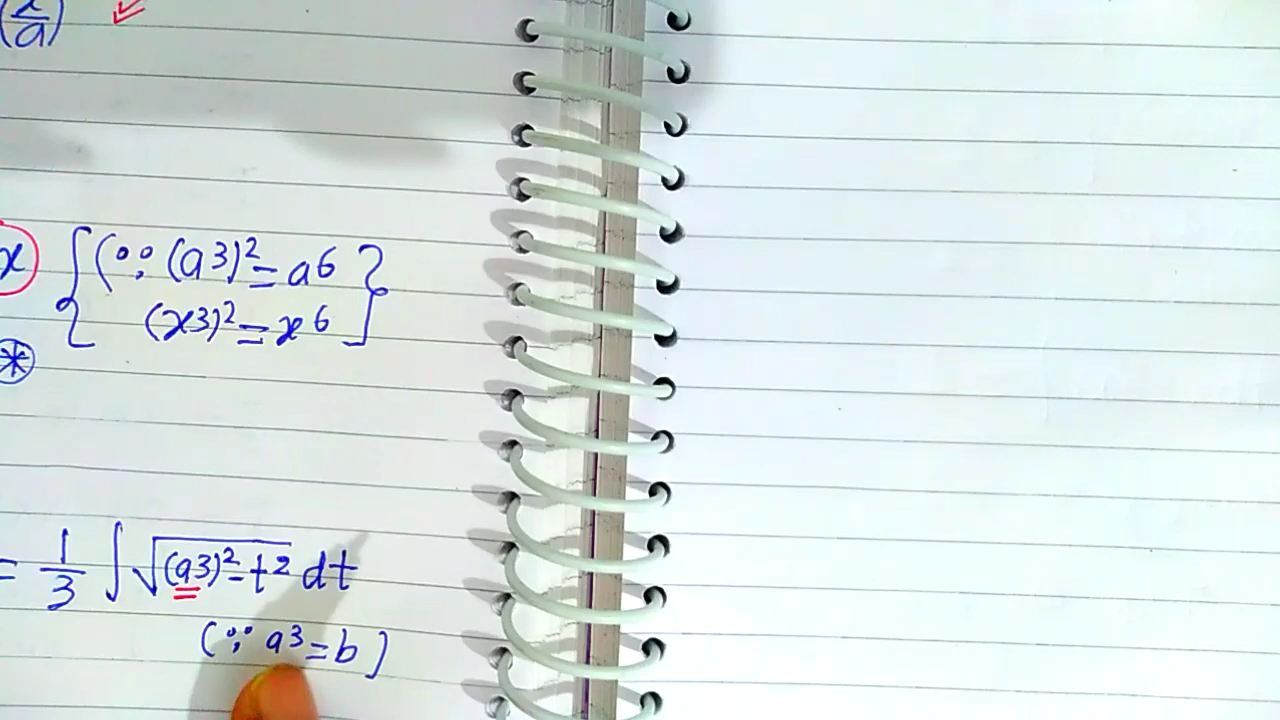 (x/a)
x { (∵ (a3)² = a6 }
(x3)² = x6 ]
*
= 1/3 ∫ √(a3)² - t² dt
(∵ a3 = b ]